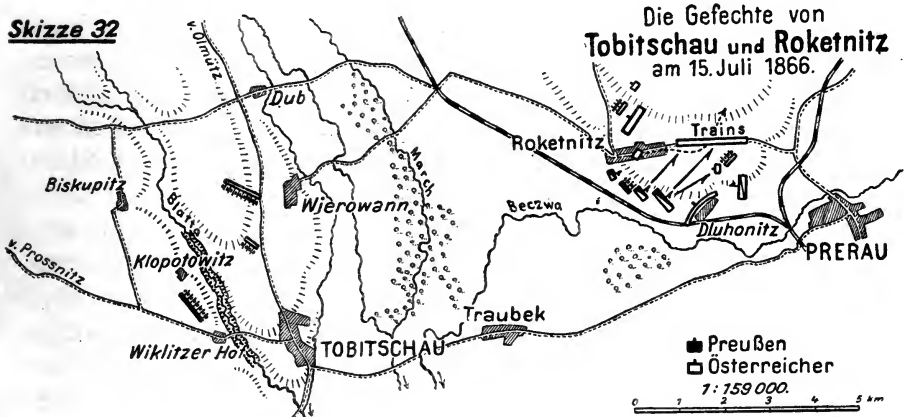 Skizze 32
Die Gefechte von
Tobitschau und Roketnitz
am 15. Juli 1866.
v. Olmütz
Dub
Trains
Roketnitz
March
Biskupitz
Wierowann
Blatta
Beczwa
Dluhonitz
v. Prossnitz
Klopotowitz
PRERAU
Traubek
TOBITSCHAU
Wiklitzer Hof
Preußen
Österreicher
1:159 000.
0 1 2 3 4 5 km